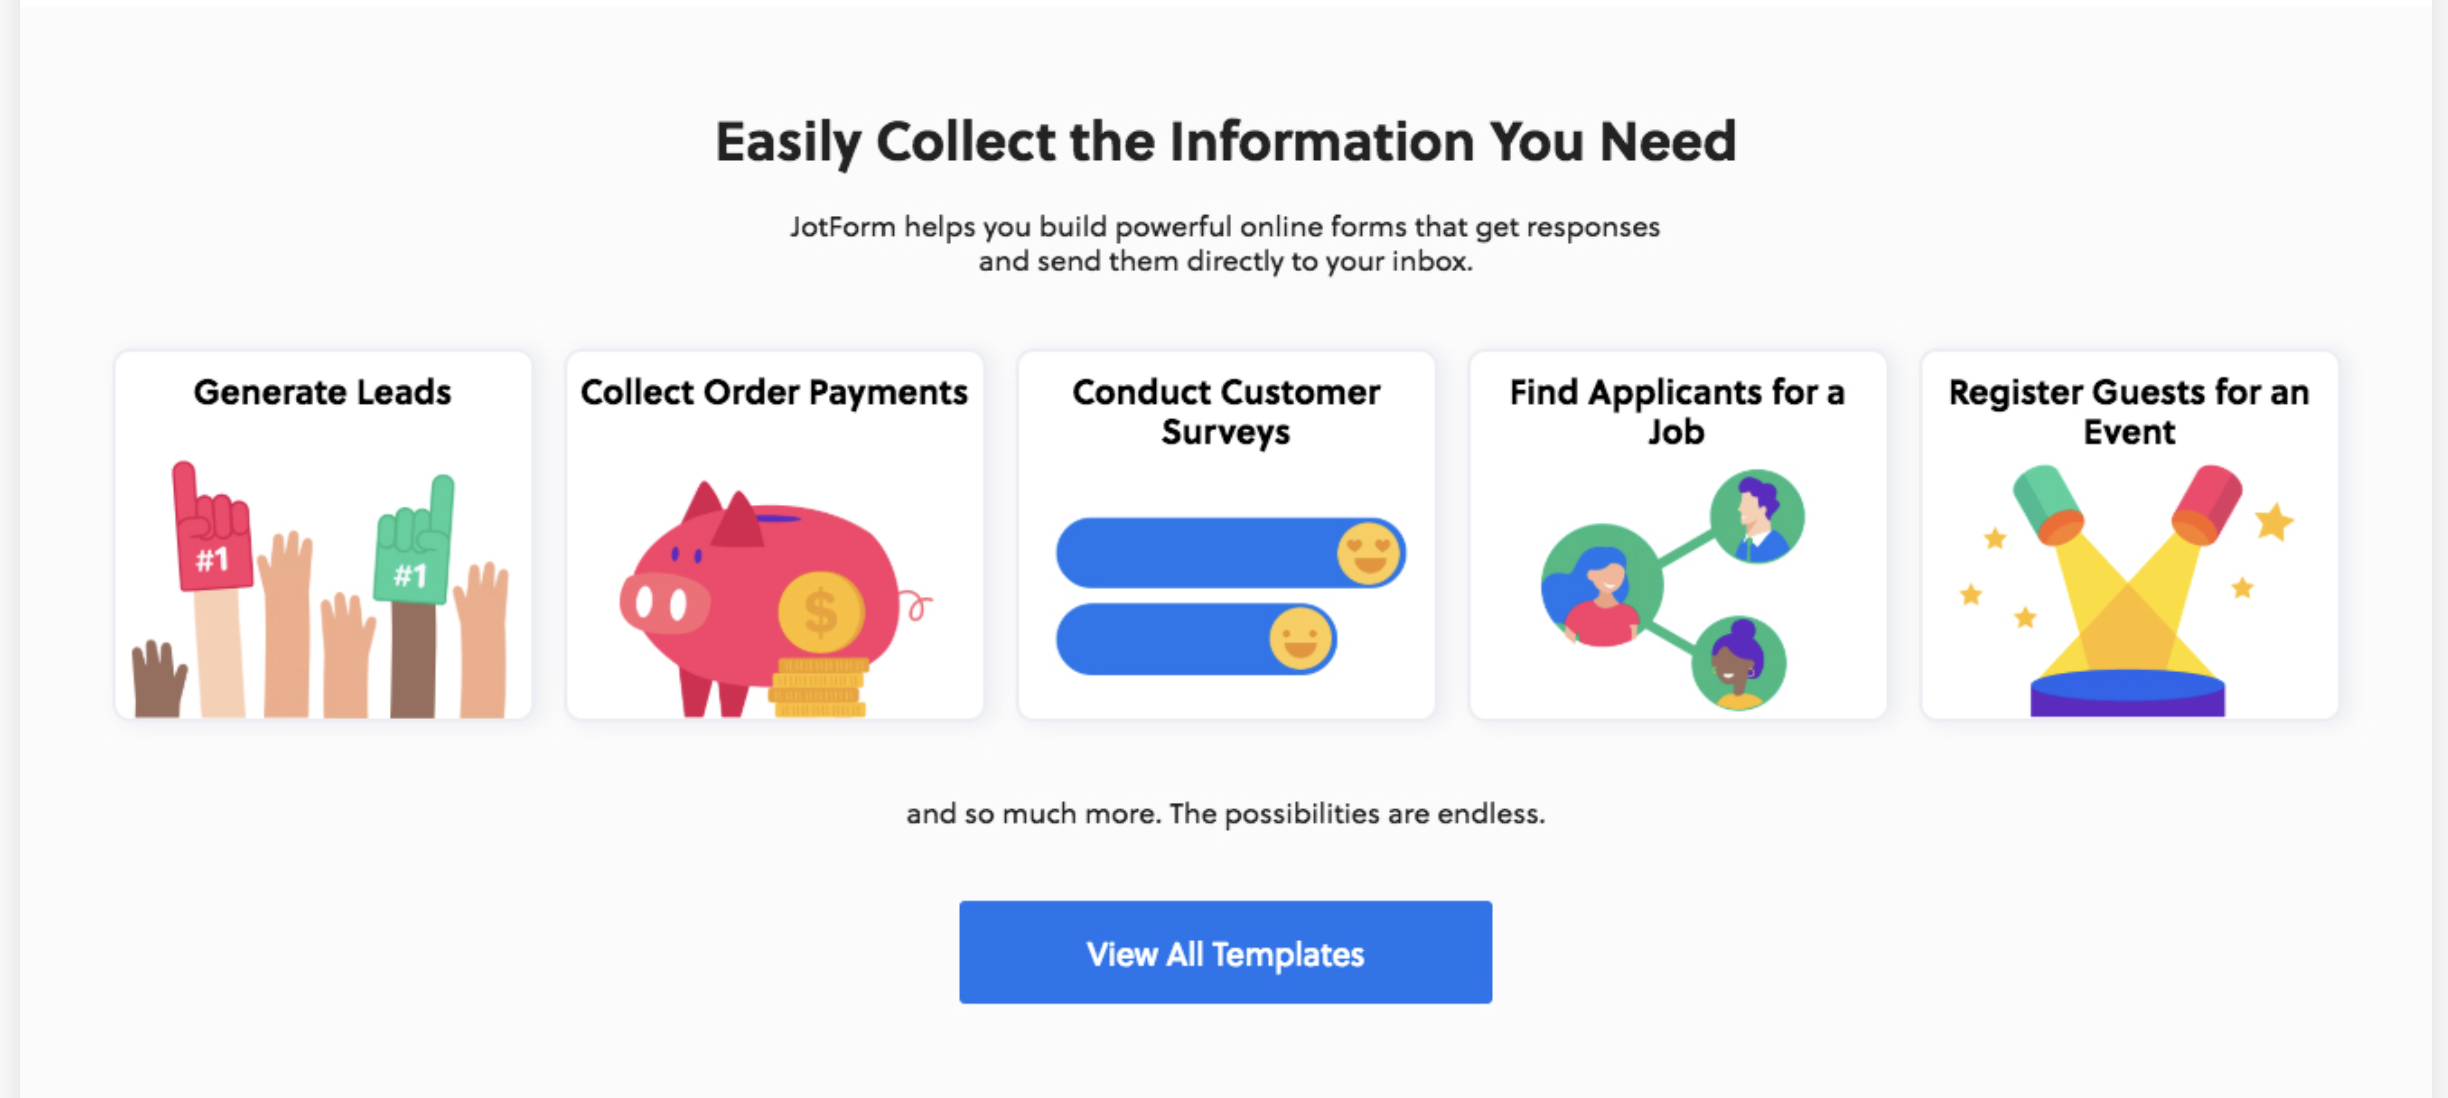 Easily Collect the Information You Need
JotForm helps you build powerful online forms that get responses
and send them directly to your inbox.
Generate Leads
#1
#1
Collect Order Payments
$
Conduct Customer
Surveys
Find Applicants for a
Job
Register Guests for an
Event
and so much more. The possibilities are endless.
View All Templates